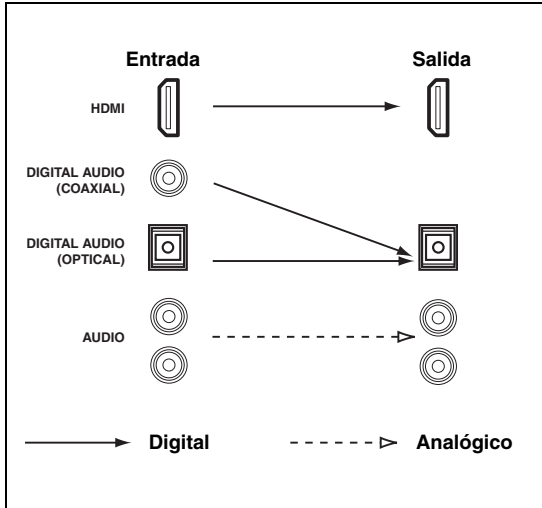 Entrada Salida
HDMI
DIGITAL AUDIO
(COAXIAL)
DIGITAL AUDIO
(OPTICAL)
AUDIO
Digital Analógico